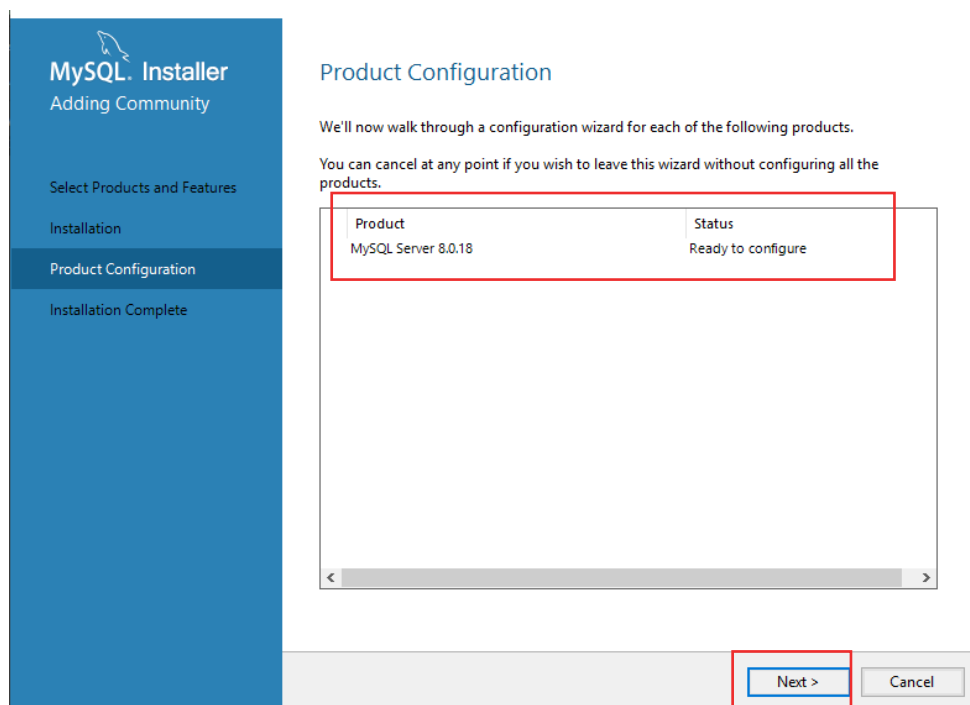 MySQL. Installer
Adding Community
Select Products and Features
Installation
Product Configuration
Installation Complete
Product Configuration
We'll now walk through a configuration wizard for each of the following products.
You can cancel at any point if you wish to leave this wizard without configuring all the
products.
Product Status
MySQL Server 8.0.18 Ready to configure
Next > Cancel